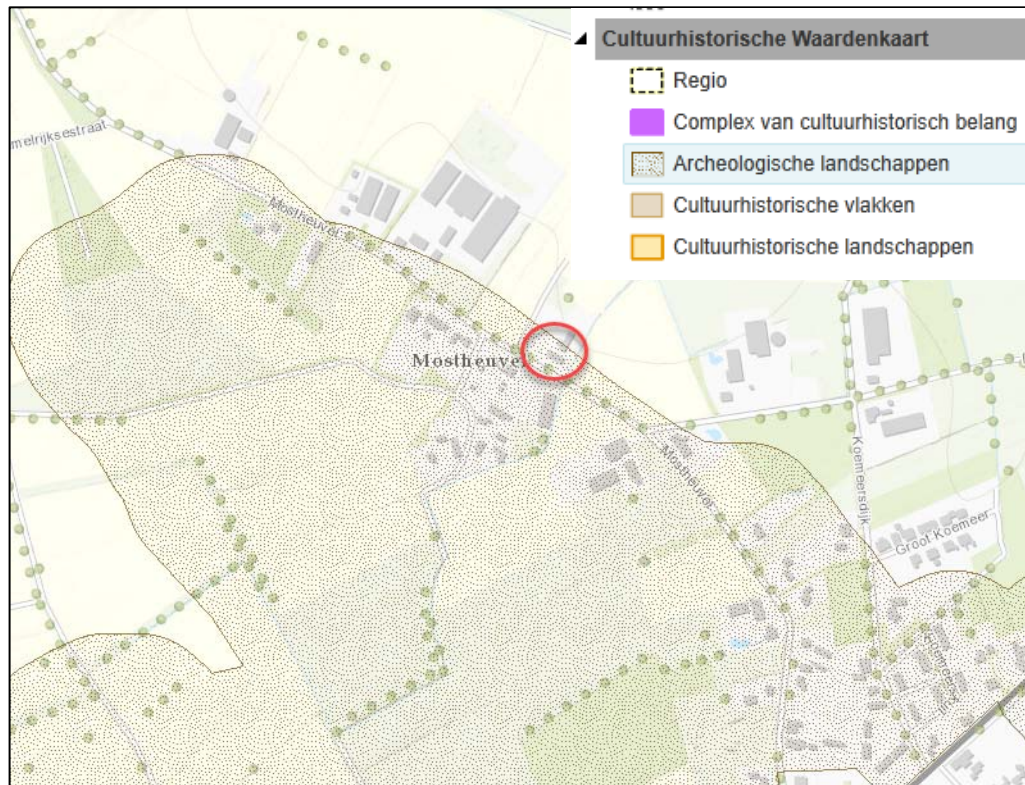 Cultuurhistorische Waardenkaart
Regio
Complex van cultuurhistorisch belang
Archeologische landschappen
Cultuurhistorische vlakken
Cultuurhistorische landschappen
melrijksestraat
Mostheuvel
Mostheuvel
Mostheuvel
Koemeersdijk
Groot Koemeer